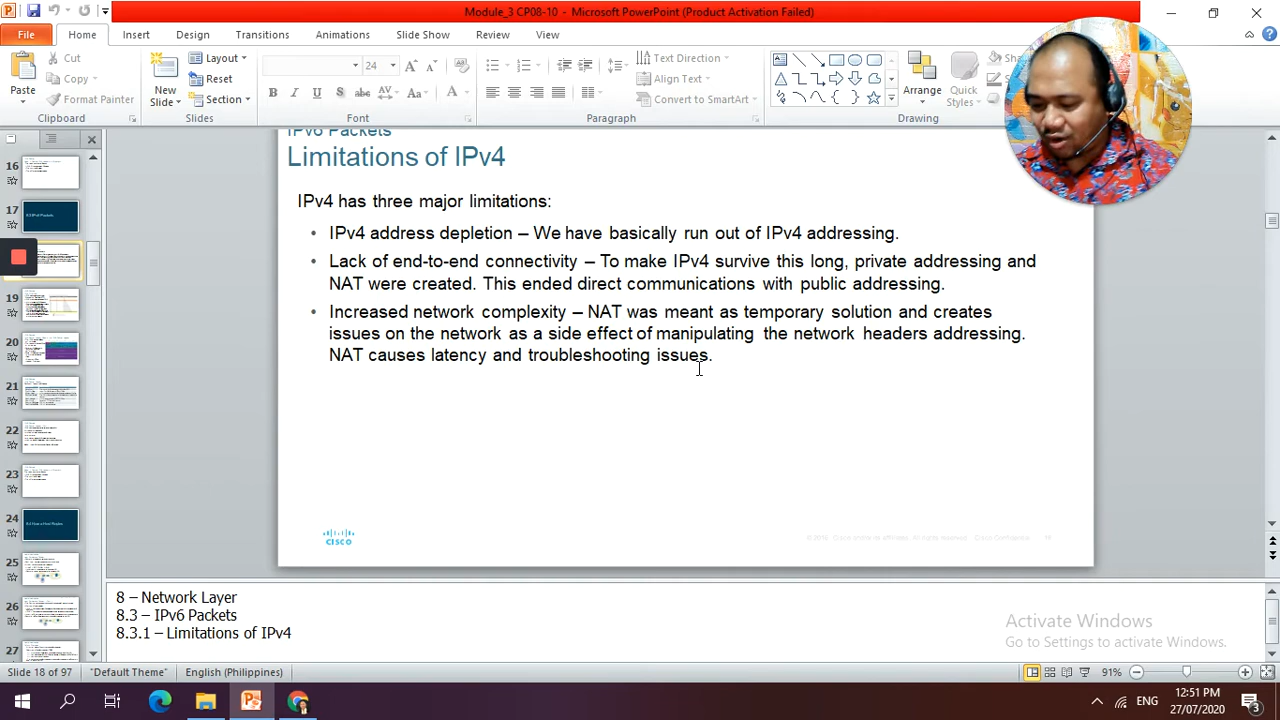 Module_3 CP08-10 - Microsoft PowerPoint (Product Activation Failed)
File Home Insert Design Transitions Animations Slide Show Review View
Cut
Copy
Format Painter
Paste
Clipboard
New
Slide
Layout
Reset
Section
Slides
24
B I U S abc AV Aa A
Font
Text Direction
Align Text
Convert to SmartArt
Paragraph
Arrange
Quick
Styles
Drawing
16
17
19
20
21
22
23
24
25
26
27
IPv6 Packets
Limitations of IPv4
IPv4 has three major limitations:
• IPv4 address depletion – We have basically run out of IPv4 addressing.
• Lack of end-to-end connectivity – To make IPv4 survive this long, private addressing and
NAT were created. This ended direct communications with public addressing.
• Increased network complexity – NAT was meant as temporary solution and creates
issues on the network as a side effect of manipulating the network headers addressing.
NAT causes latency and troubleshooting issues.
CISCO
8 – Network Layer
8.3 – IPv6 Packets
8.3.1 – Limitations of IPv4
Activate Windows
Go to Settings to activate Windows.
Slide 18 of 97 "Default Theme" English (Philippines) 91%
ENG
12:51 PM
27/07/2020
3